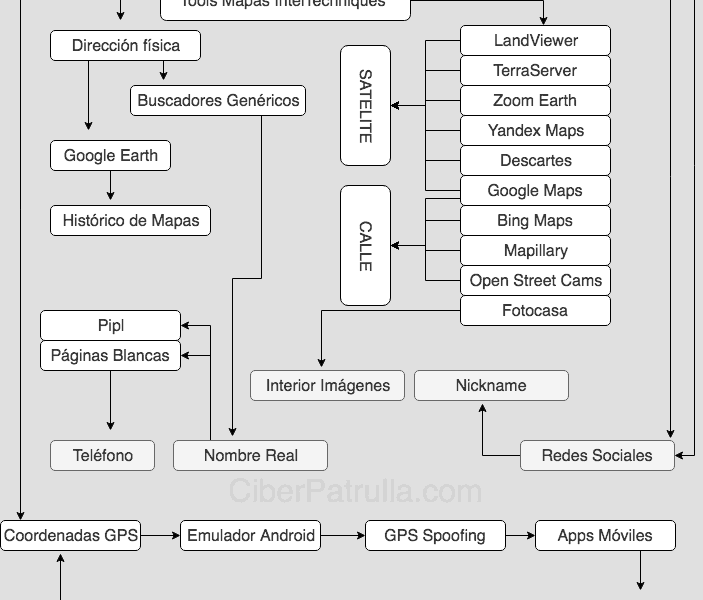 Tools Mapas InterTechniques
Dirección física
LandViewer
TerraServer
SATELITE
Buscadores Genéricos
Zoom Earth
Yandex Maps
Google Earth
Descartes
Google Maps
Histórico de Mapas
CALLE
Bing Maps
Mapillary
Open Street Cams
Fotocasa
Pipl
Páginas Blancas
Interior Imágenes
Nickname
Teléfono
Nombre Real
Redes Sociales
CiberPatrulla.com
Coordenadas GPS
Emulador Android
GPS Spoofing
Apps Móviles